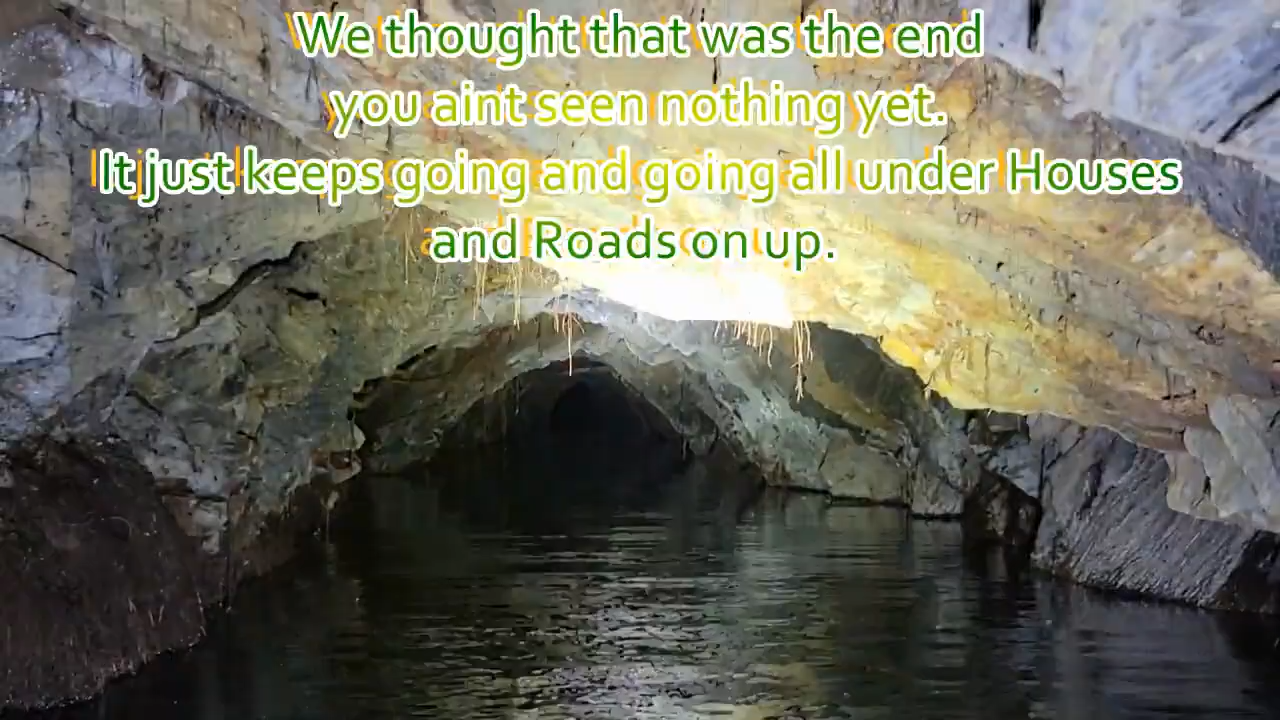 We thought that was the end
you aint seen nothing yet.
It just keeps going and going all under Houses
and Roads on up.